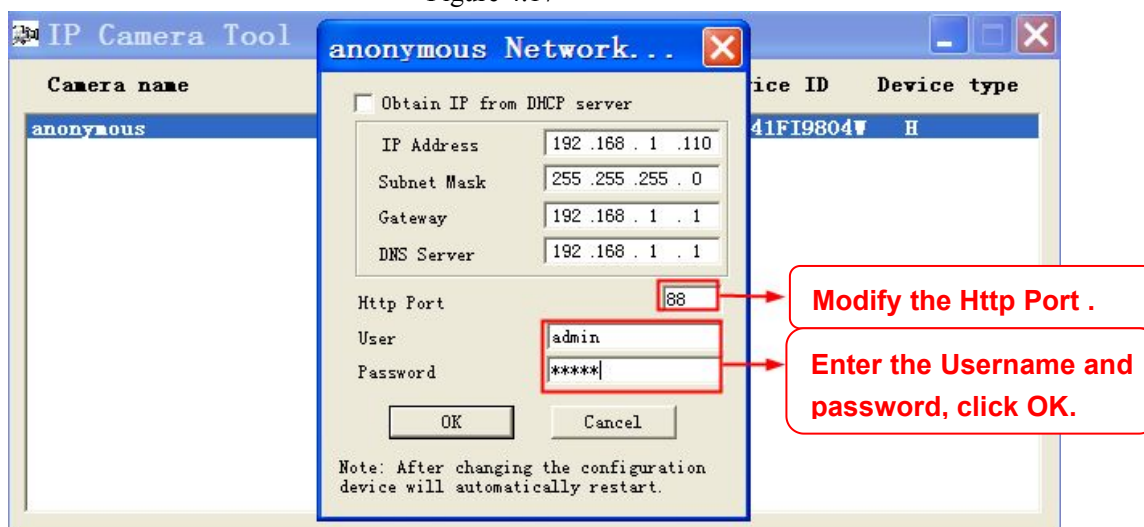 IP Camera Tool
anonymous Network...
Camera name
ice ID
Device type
anonymous
41FI9804W
H
Obtain IP from DHCP server
IP Address
192 .168 . 1 .110
Subnet Mask
255 .255 .255 . 0
Gateway
192 .168 . 1 . 1
DNS Server
192 .168 . 1 . 1
Http Port
88
Modify the Http Port .
User
admin
Password
*****
Enter the Username and
password, click OK.
OK
Cancel
Note: After changing the configuration
device will automatically restart.